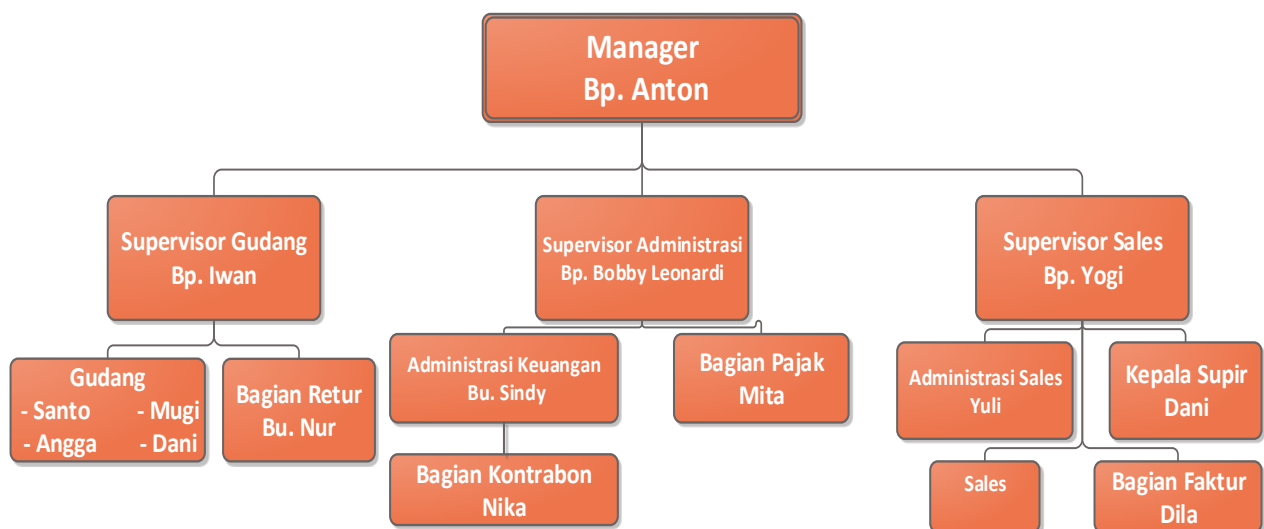 Manager
Bp. Anton
Supervisor Gudang
Bp. Iwan
Supervisor Administrasi
Bp. Bobby Leonardi
Supervisor Sales
Bp. Yogi
Gudang
- Santo - Mugi
- Angga - Dani
Bagian Retur
Bu. Nur
Administrasi Keuangan
Bu. Sindy
Bagian Pajak
Mita
Administrasi Sales
Yuli
Kepala Supir
Dani
Bagian Kontrabon
Nika
Sales
Bagian Faktur
Dila